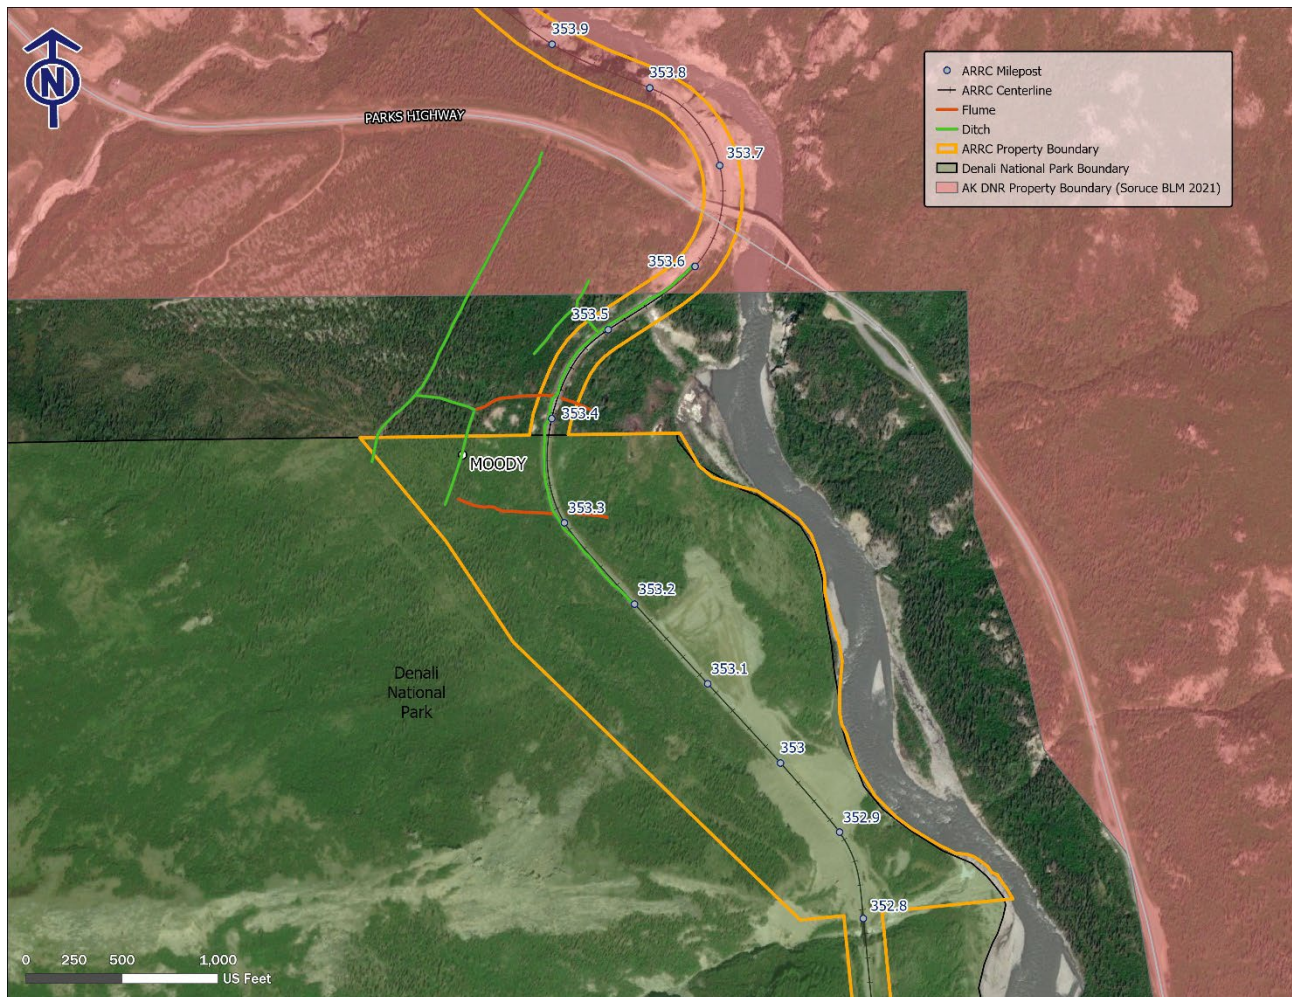 N
353.9
353.8
PARKS HIGHWAY
353.7
353.6
353.5
353.4
MOODY
353.3
353.2
353.1
353
352.9
352.8
Denali
National
Park
ARRC Milepost
ARRC Centerline
Flume
Ditch
ARRC Property Boundary
Denali National Park Boundary
AK DNR Property Boundary (Soruce BLM 2021)
0 250 500 1,000
US Feet